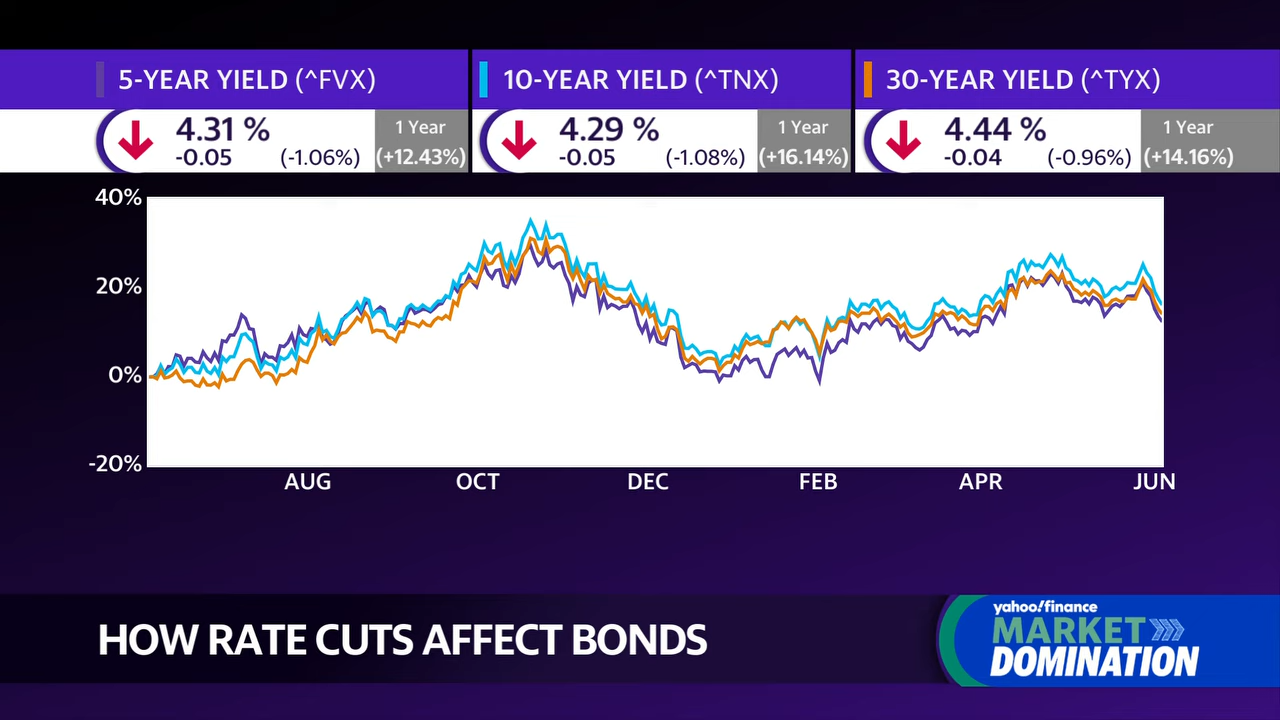 5-YEAR YIELD (^FVX)
4.31 %
-0.05 (-1.06%)
1 Year
(+12.43%)
10-YEAR YIELD (^TNX)
4.29 %
-0.05 (-1.08%)
1 Year
(+16.14%)
30-YEAR YIELD (^TYX)
4.44 %
-0.04 (-0.96%)
1 Year
(+14.16%)
40%
20%
0%
-20%
AUG OCT DEC FEB APR JUN
HOW RATE CUTS AFFECT BONDS
yahoo!finance
MARKET
DOMINATION